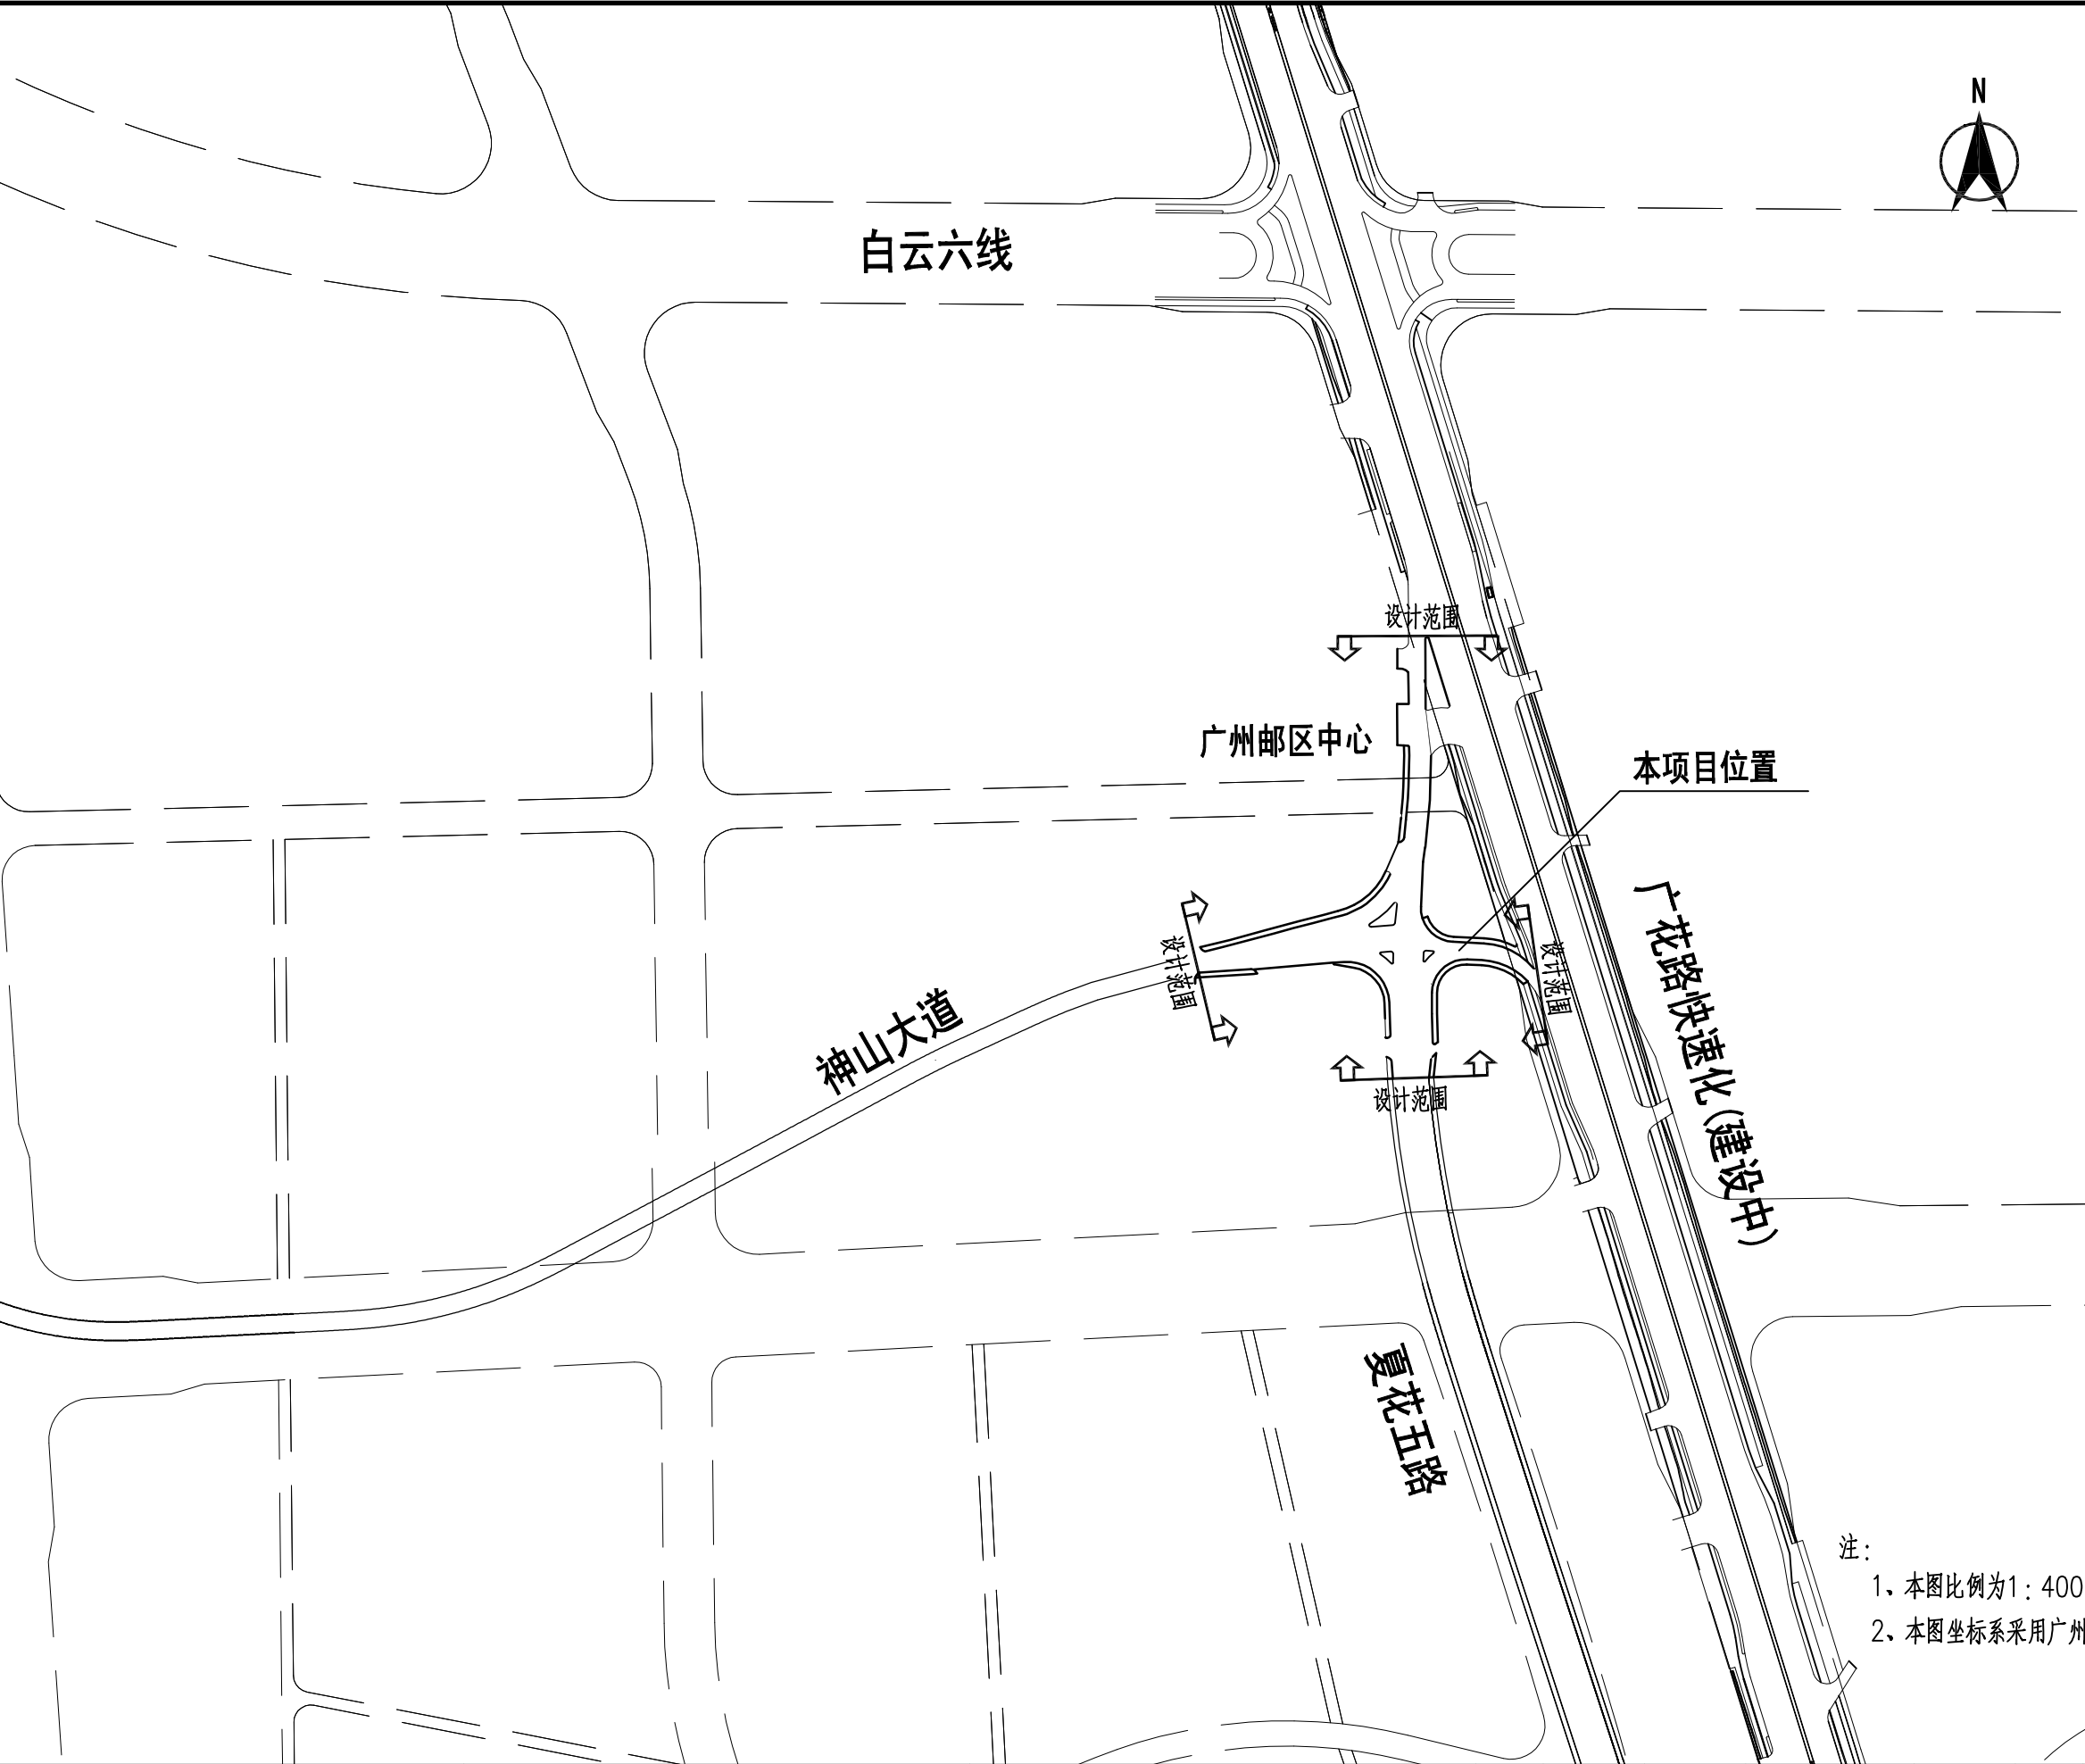 N
白云六线
设计范围
广州邮区中心
本项目位置
设计范围
设计范围
广花路快速化(建设中)
神山大道
设计范围
夏花五路
注:
1、本图比例为1:400
2、本图坐标系采用广州